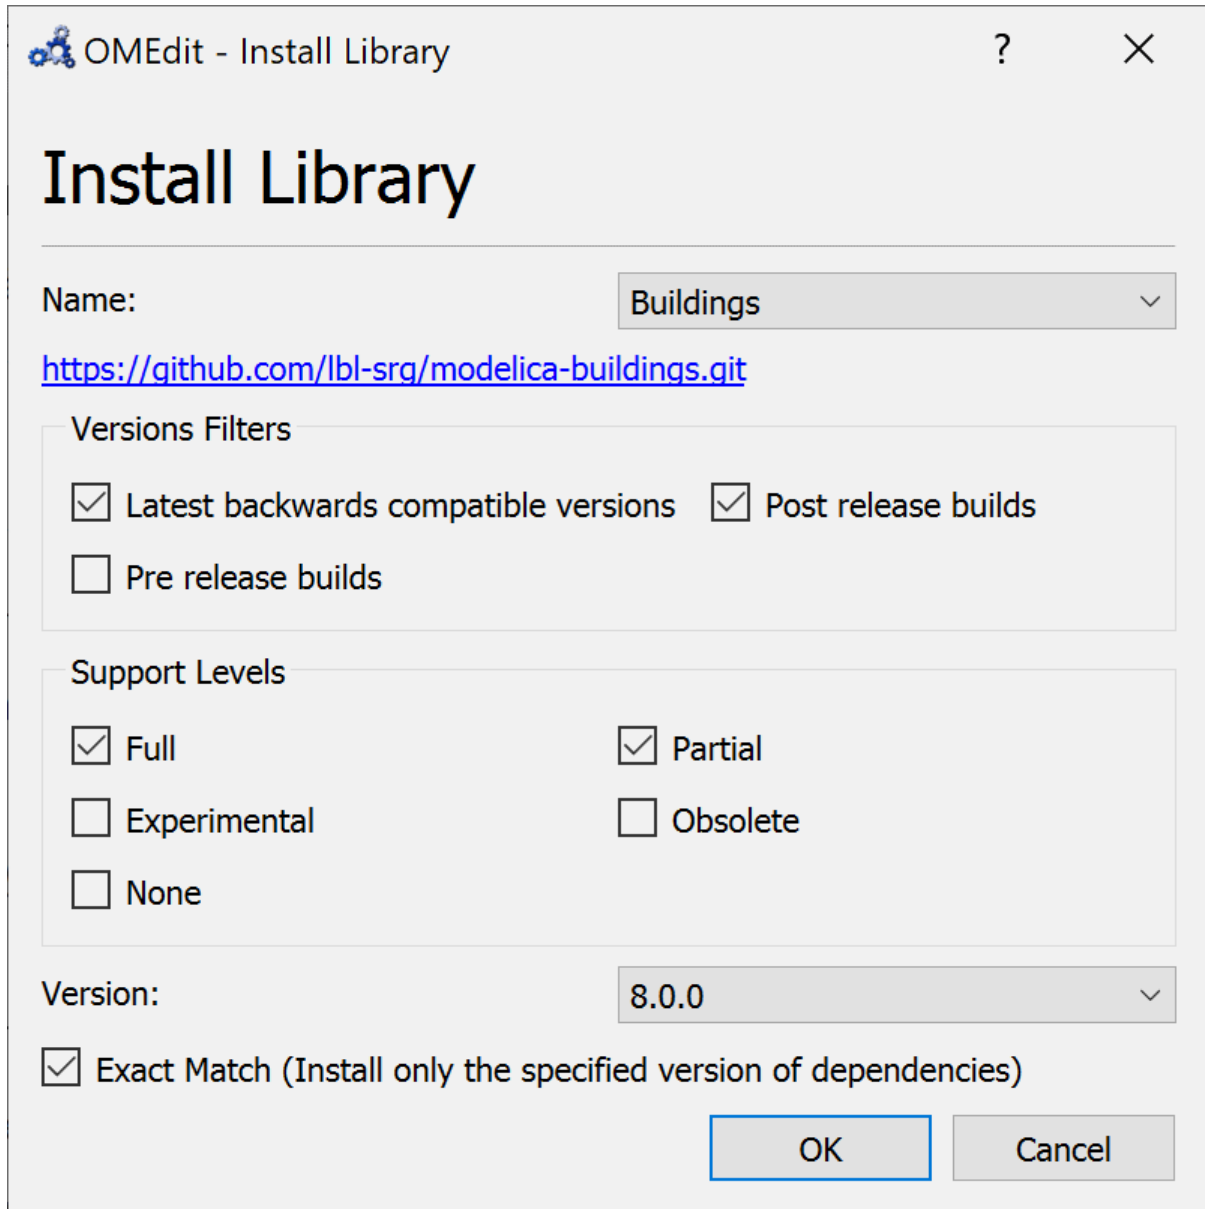 OMEdit - Install Library ?
Install Library
Name: Buildings
https://github.com/lbl-srg/modelica-buildings.git
Versions Filters
Latest backwards compatible versions Post release builds
Pre release builds
Support Levels
Full Partial
Experimental Obsolete
None
Version: 8.0.0
Exact Match (Install only the specified version of dependencies)
OK Cancel